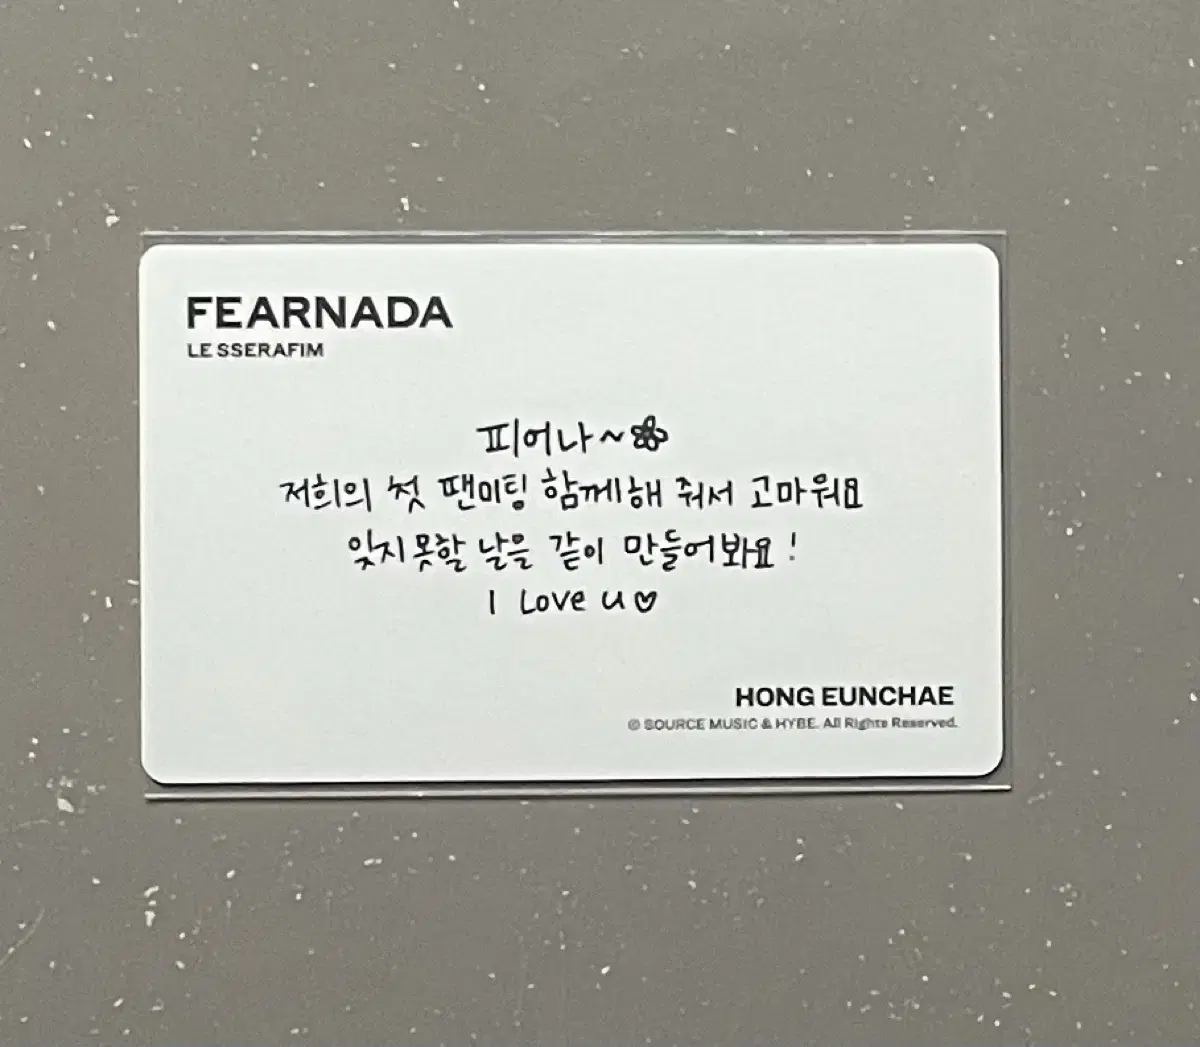 FEARNADA
LE SSERAFIM
피어나~
저희의 첫 팬미팅 함께해 줘서 고마워요
잊지못할 날을 같이 만들어봐요!
I Love u♡
HONG EUNCHAE
© SOURCE MUSIC & HYBE. All Rights Reserved.